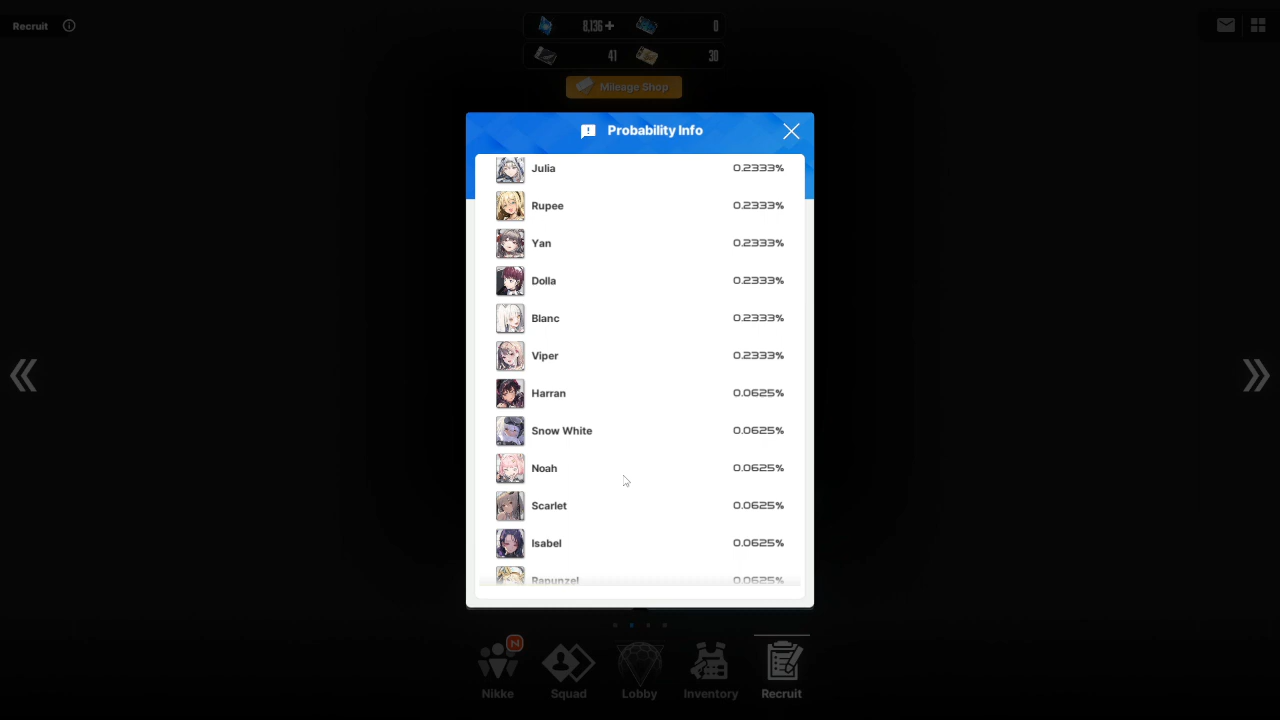 Recruit
8,136 +
0
41
30
Mileage Shop
Probability Info
Julia 0.2333%
Rupee 0.2333%
Yan 0.2333%
Dolla 0.2333%
Blanc 0.2333%
Viper 0.2333%
Harran 0.0625%
Snow White 0.0625%
Noah 0.0625%
Scarlet 0.0625%
Isabel 0.0625%
Rapunzel 0.0625%
N
Nikke
Squad
Lobby
Inventory
Recruit